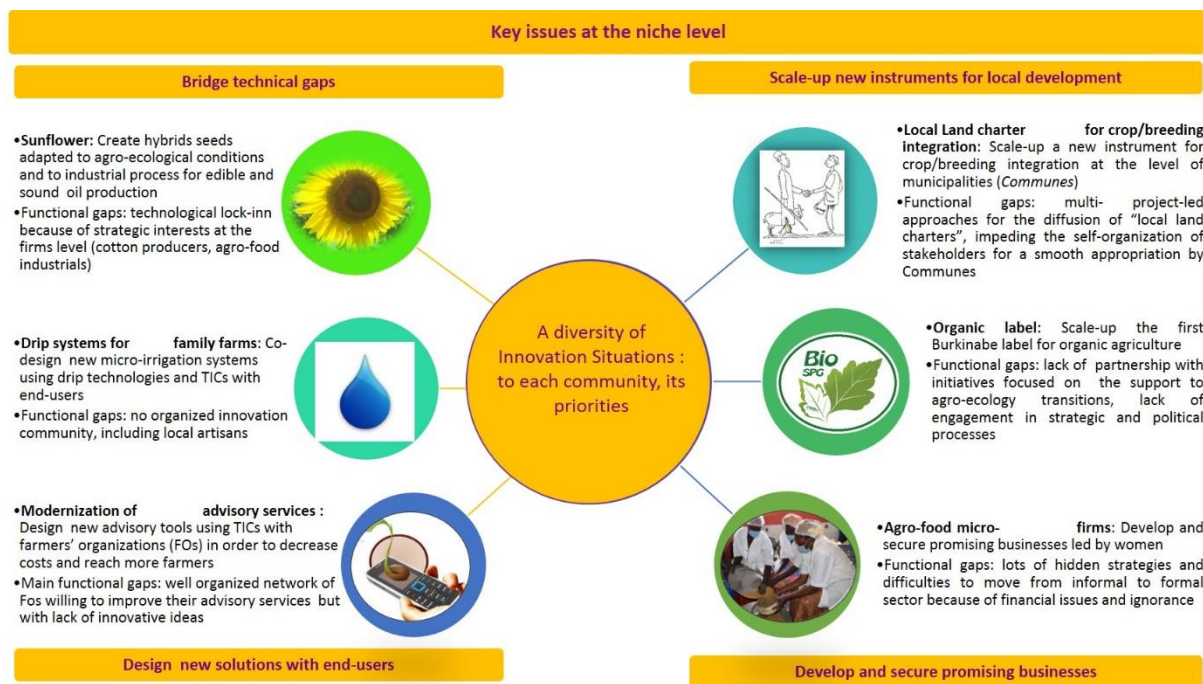 Key issues at the niche level
Bridge technical gaps
•Sunflower: Create hybrids seeds
adapted to agro-ecological conditions
and to industrial process for edible and
sound oil production
•Functional gaps: technological lock-inn
because of strategic interests at the
firms level (cotton producers, agro-food
industrials)
•Drip systems for family farms: Co-
design new micro-irrigation systems
using drip technologies and TICs with
end-users
•Functional gaps: no organized innovation
community, including local artisans
•Modernization of advisory services :
Design new advisory tools using TICs with
farmers' organizations (FOs) in order to decrease
costs and reach more farmers
•Main functional gaps: well organized network of
Fos willing to improve their advisory services but
with lack of innovative ideas
Design new solutions with end-users
A diversity of
Innovation Situations :
to each community, its
priorities
Scale-up new instruments for local development
•Local Land charter for crop/breeding
integration: Scale-up a new instrument for
crop/breeding integration at the level of
municipalities (Communes)
•Functional gaps: multi- project-led
approaches for the diffusion of "local land
charters", impeding the self-organization of
stakeholders for a smooth appropriation by
Communes
Bio
SPG
•Organic label: Scale-up the first
Burkinabe label for organic agriculture
•Functional gaps: lack of partnership with
initiatives focused on the support to
agro-ecology transitions, lack of
engagement in strategic and political
processes
•Agro-food micro- firms: Develop and
secure promising businesses led by women
•Functional gaps: lots of hidden strategies and
difficulties to move from informal to formal
sector because of financial issues and ignorance
Develop and secure promising businesses